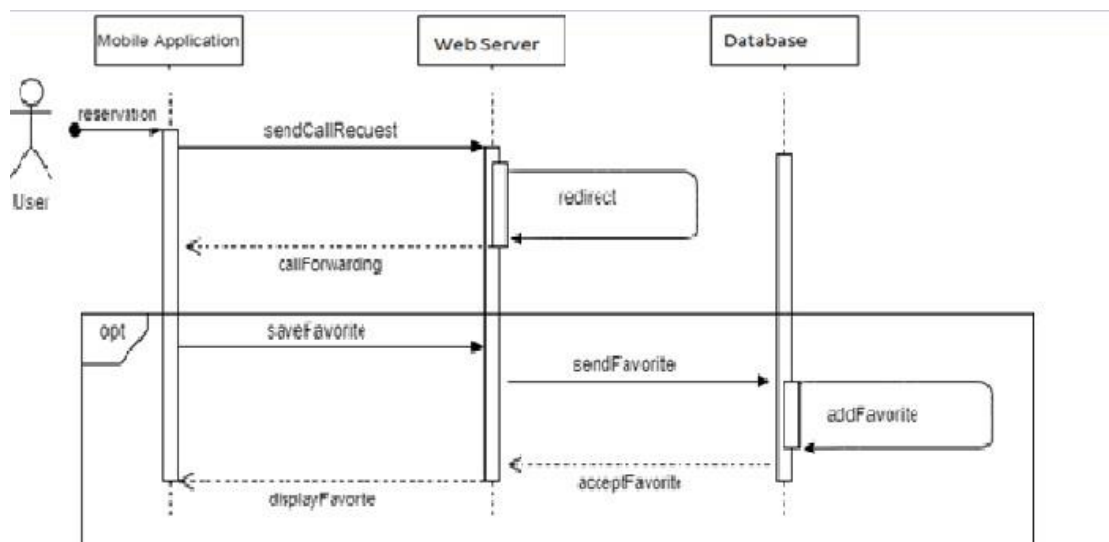 Mobile Application
Web Server
Database
reservation
sendCallRecuest
redirect
User
callForwarding
opt
saveFavorite
sendFavorite
addFavorite
acceptFavorite
displayFavorte